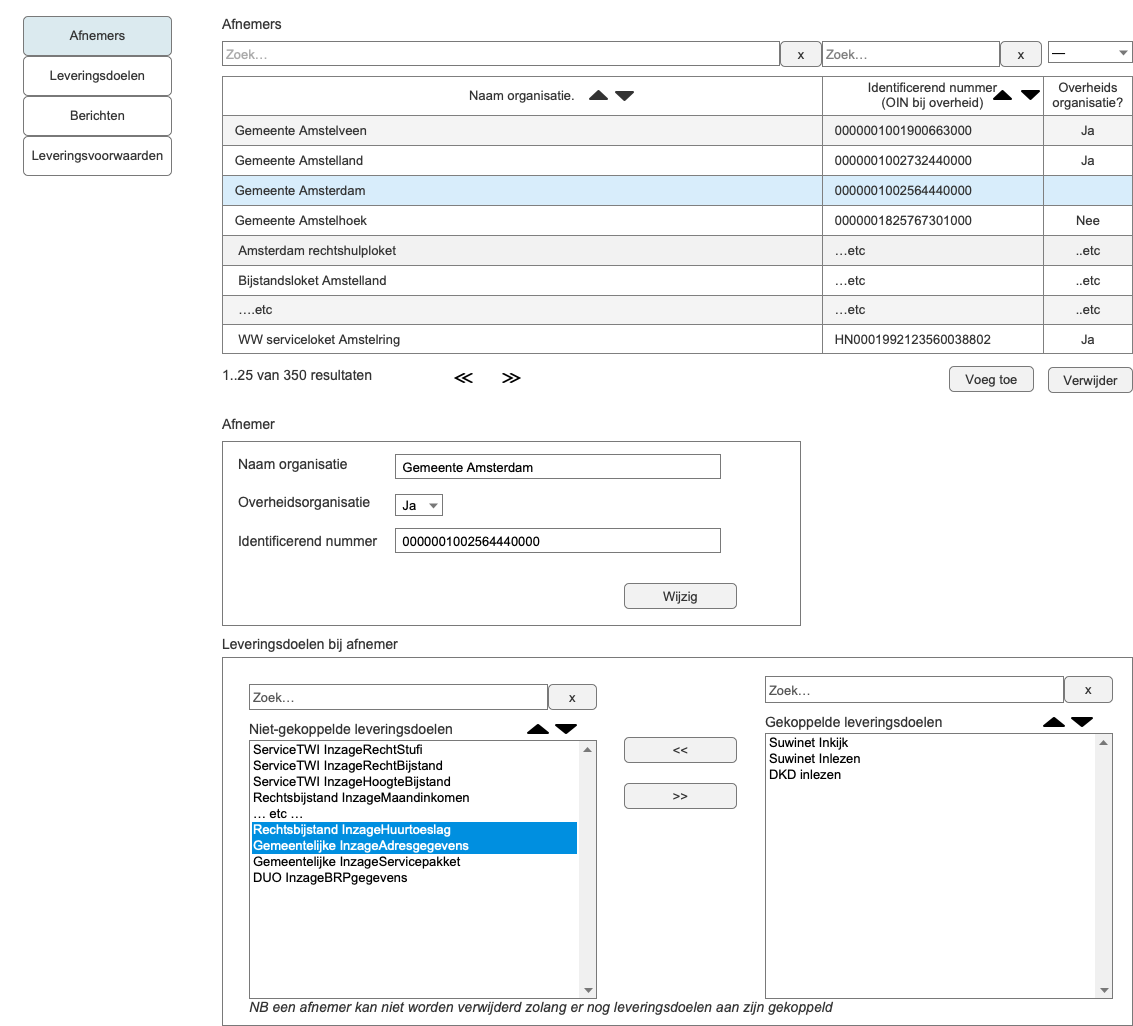 Afnemers
Leveringsdoelen
Berichten
Leveringsvoorwaarden
Afnemers
Zoek...
x
Zoek...
x
—
Naam organisatie.
Identificerend nummer
(OIN bij overheid)
Overheids
organisatie?
Gemeente Amstelveen
0000001001900663000
Ja
Gemeente Amstelland
0000001002732440000
Ja
Gemeente Amsterdam
0000001002564440000
Gemeente Amstelhoek
0000001825767301000
Nee
Amsterdam rechtshulploket
…etc
..etc
Bijstandsloket Amstelland
…etc
..etc
….etc
…etc
..etc
WW serviceloket Amstelring
HN0001992123560038802
Ja
1..25 van 350 resultaten
≪
≫
Voeg toe
Verwijder
Afnemer
Naam organisatie
Gemeente Amsterdam
Overheidsorganisatie
Ja
Identificerend nummer
0000001002564440000
Wijzig
Leveringsdoelen bij afnemer
Zoek...
x
Niet-gekoppelde leveringsdoelen
ServiceTWI InzageRechtStufi
ServiceTWI InzageRechtBijstand
ServiceTWI InzageHoogteBijstand
Rechtsbijstand InzageMaandinkomen
… etc …
Rechtsbijstand InzageHuurtoeslag
Gemeentelijke InzageAdresgegevens
Gemeentelijke InzageServicepakket
DUO InzageBRPgegevens
<<
>>
Zoek...
x
Gekoppelde leveringsdoelen
Suwinet Inkijk
Suwinet Inlezen
DKD inlezen
NB een afnemer kan niet worden verwijderd zolang er nog leveringsdoelen aan zijn gekoppeld